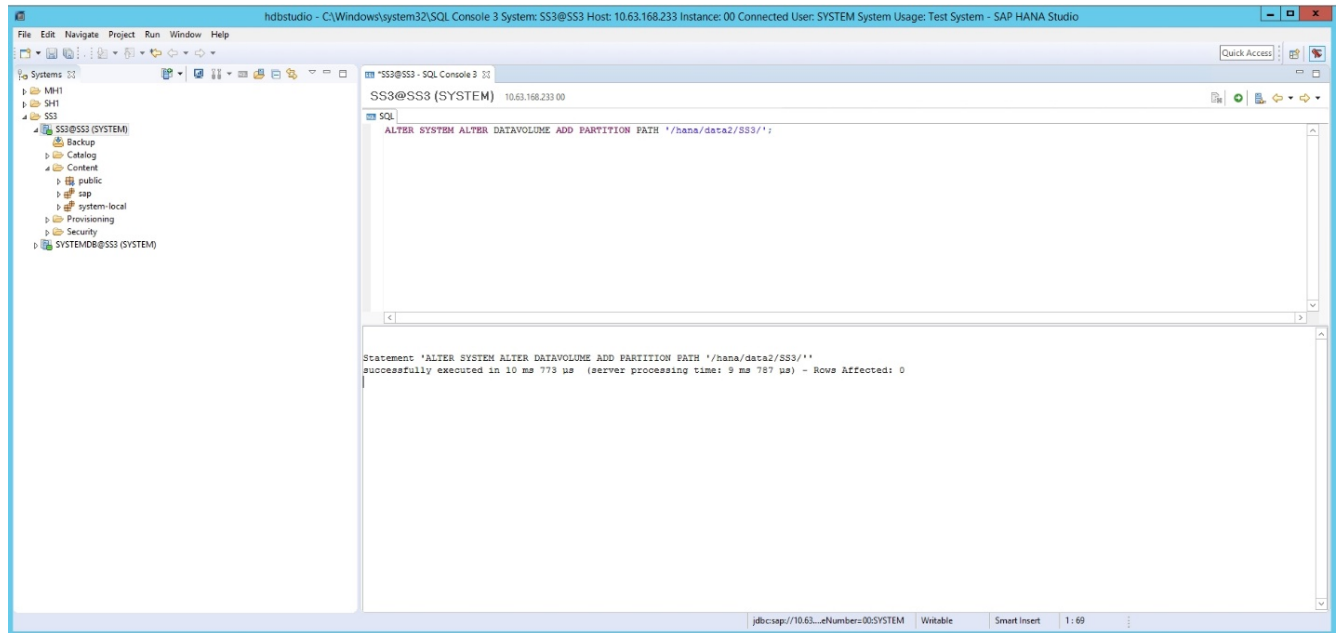 hdbstudio - C:\Windows\system32\SQL Console 3 System: SS3@SS3 Host: 10.63.168.233 Instance: 00 Connected User: SYSTEM System Usage: Test System - SAP HANA Studio
File Edit Navigate Project Run Window Help
Quick Access
Systems
MH1
SH1
SS3
SS3@SS3 (SYSTEM)
Backup
Catalog
Content
public
sap
system-local
Provisioning
Security
SYSTEMDB@SS3 (SYSTEM)
*SS3@SS3 - SQL Console 3
SS3@SS3 (SYSTEM) 10.63.168.233 00
SQL
ALTER SYSTEM ALTER DATAVOLUME ADD PARTITION PATH '/hana/data2/SS3/';
Statement 'ALTER SYSTEM ALTER DATAVOLUME ADD PARTITION PATH '/hana/data2/SS3/''
successfully executed in 10 ms 773 µs (server processing time: 9 ms 787 µs) - Rows Affected: 0
jdbc:sap://10.63....eNumber=00:SYSTEM Writable Smart Insert 1 : 69